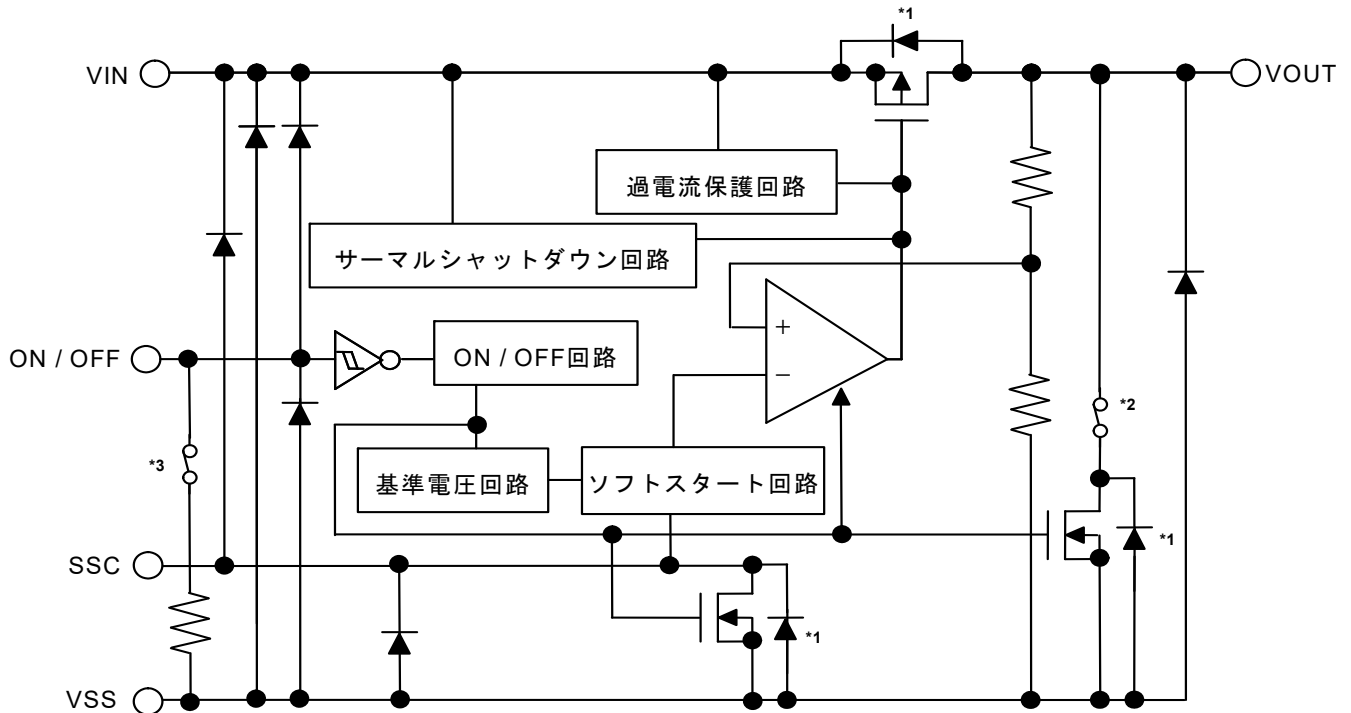 *1
VIN
VOUT
過電流保護回路
サーマルシャットダウン回路
+
−
ON / OFF
ON / OFF回路
*2
*3
基準電圧回路
ソフトスタート回路
*1
SSC
*1
VSS